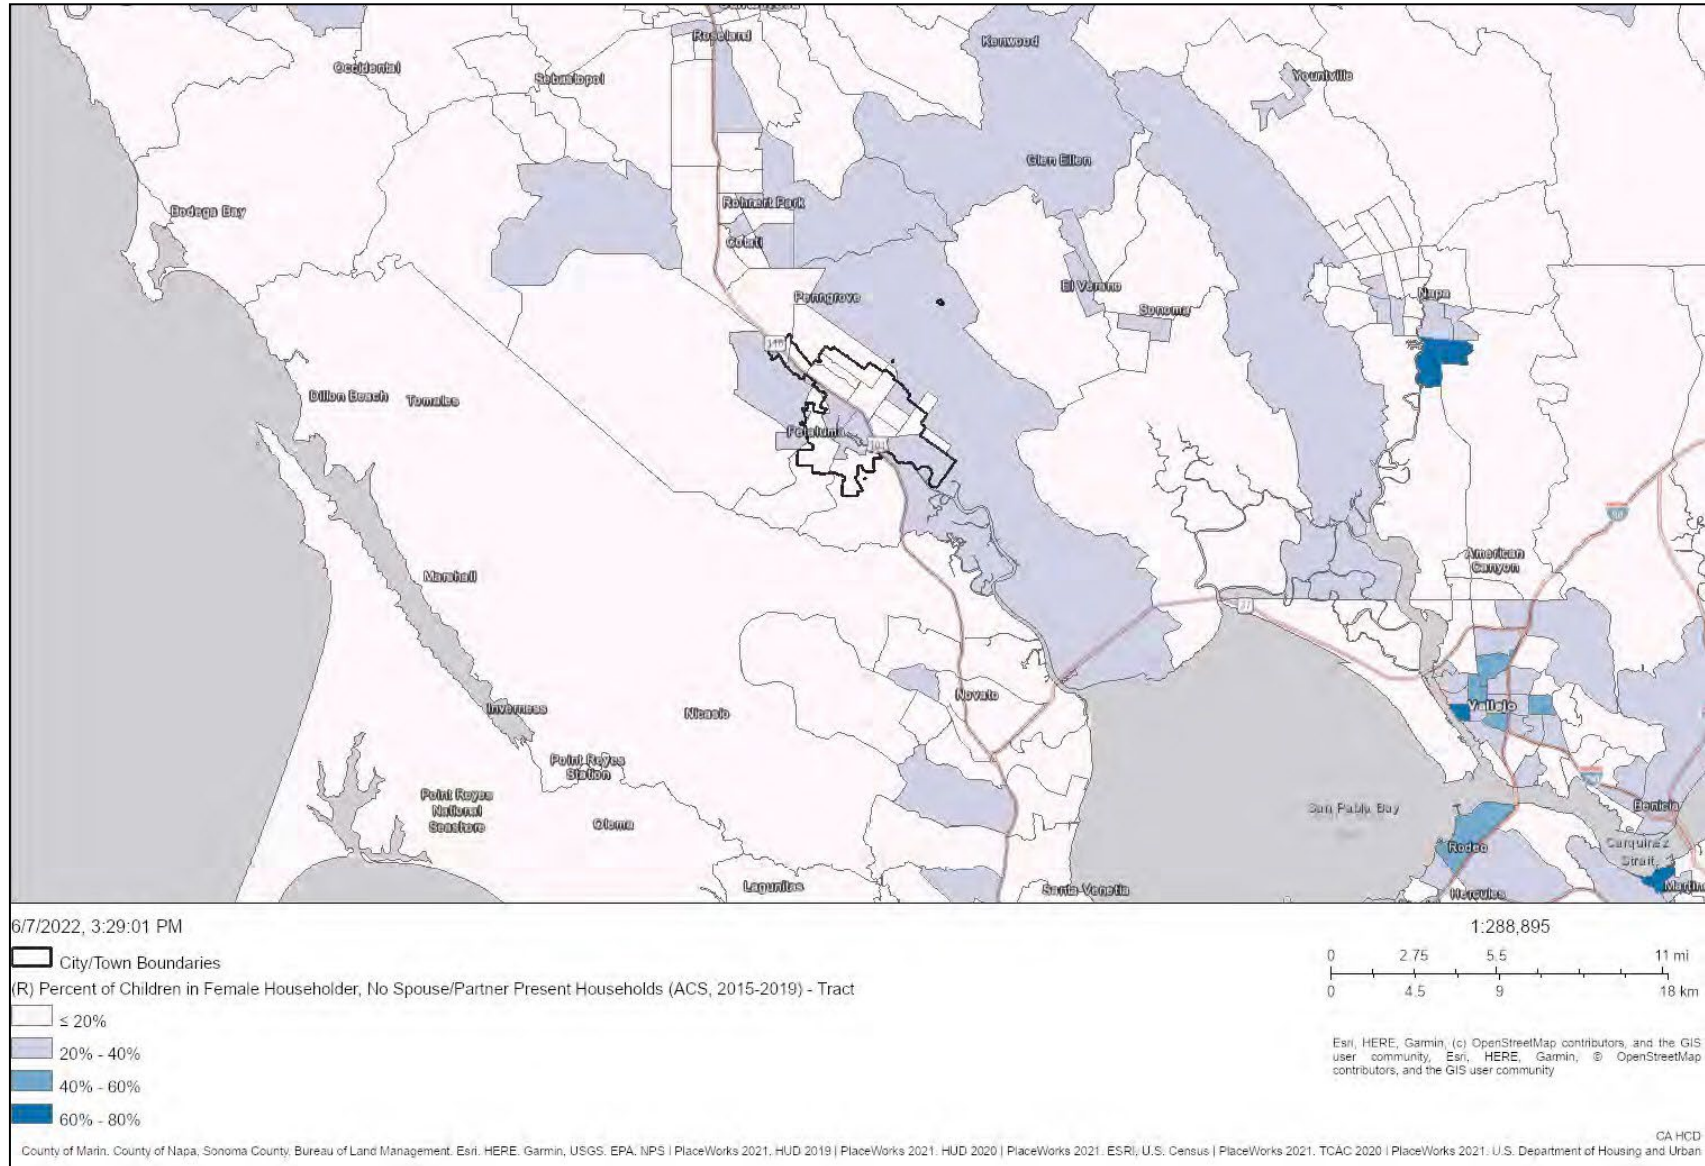 Roseland
Kenwood
Occidental
Sebastopol
Yountville
Glen Ellen
Rohnert Park
Bodega Bay
Cotati
El Verano
Penngrove
Napa
Sonoma
116
Dillon Beach
Tomales
Petaluma
101
80
American
Canyon
Marshall
37
Novato
Vallejo
Inverness
Nicasio
Point Reyes
Station
Point Reyes
National
Seashore
Olema
San Pablo Bay
Benicia
Rodeo
Carquinez
Strait
Lagunitas
Santa Venetia
Hercules
Martin
6/7/2022, 3:29:01 PM
1:288,895
City/Town Boundaries
0 2.75 5.5 11 mi
0 4.5 9 18 km
(R) Percent of Children in Female Householder, No Spouse/Partner Present Households (ACS, 2015-2019) - Tract
≤ 20%
20% - 40%
40% - 60%
60% - 80%
Esri, HERE, Garmin, (c) OpenStreetMap contributors, and the GIS
user community, Esri, HERE, Garmin, © OpenStreetMap
contributors, and the GIS user community
CA HCD
County of Marin, County of Napa, Sonoma County, Bureau of Land Management, Esri, HERE, Garmin, USGS, EPA, NPS | PlaceWorks 2021, HUD 2019 | PlaceWorks 2021, HUD 2020 | PlaceWorks 2021, ESRI, U.S. Census | PlaceWorks 2021, TCAC 2020 | PlaceWorks 2021, U.S. Department of Housing and Urban